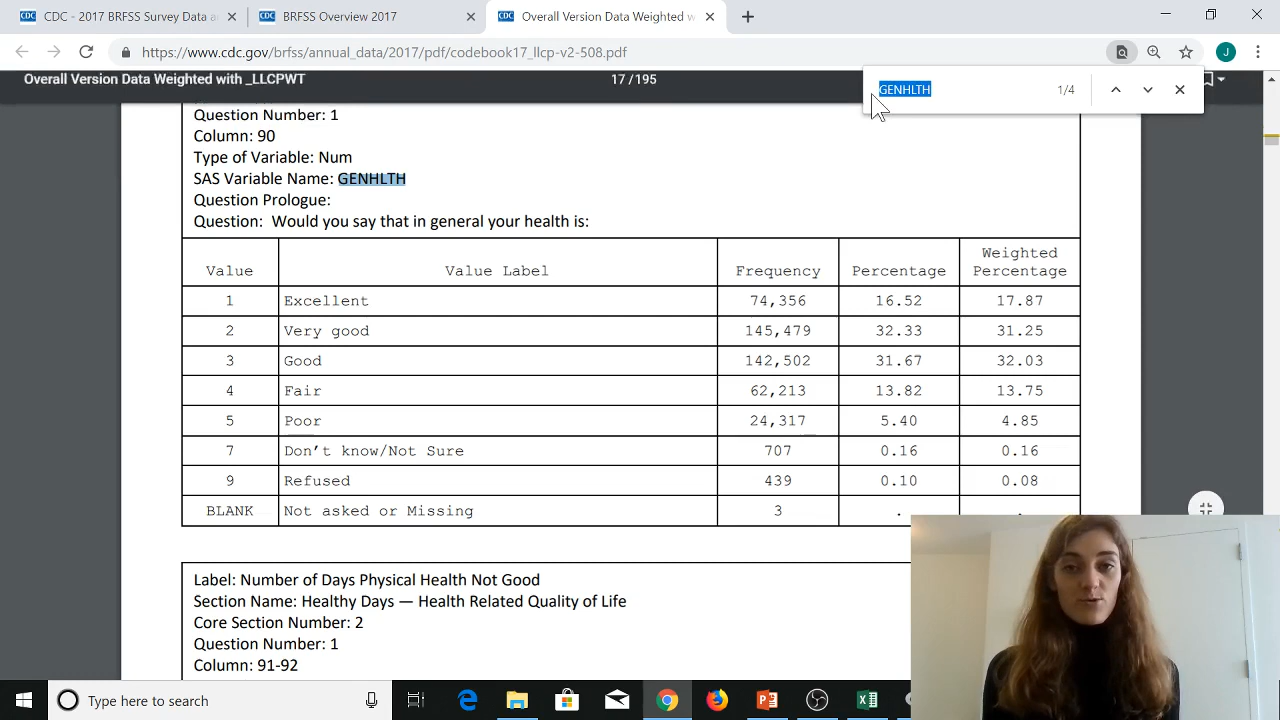 CDC - 2017 BRFSS Survey Data a
BRFSS Overview 2017
Overall Version Data Weighted w
https://www.cdc.gov/brfss/annual_data/2017/pdf/codebook17_llcp-v2-508.pdf
J
Overall Version Data Weighted with _LLCPWT
17 / 195
GENHLTH
1/4
Question Number: 1
Column: 90
Type of Variable: Num
SAS Variable Name: GENHLTH
Question Prologue:
Question: Would you say that in general your health is:
Value Value Label Frequency Percentage Weighted Percentage
1 Excellent 74,356 16.52 17.87
2 Very good 145,479 32.33 31.25
3 Good 142,502 31.67 32.03
4 Fair 62,213 13.82 13.75
5 Poor 24,317 5.40 4.85
7 Don't know/Not Sure 707 0.16 0.16
9 Refused 439 0.10 0.08
BLANK Not asked or Missing 3 . .
Label: Number of Days Physical Health Not Good
Section Name: Healthy Days — Health Related Quality of Life
Core Section Number: 2
Question Number: 1
Column: 91-92
Type here to search